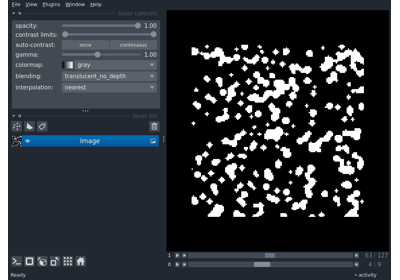 File View Plugins Window Help
layer controls
opacity: 1.00
contrast limits:
auto-contrast: once continuous
gamma: 1.00
colormap: gray
blending: translucent_no_depth
interpolation: nearest
layer list
Image
1 63 127
0 4 9
Ready activity